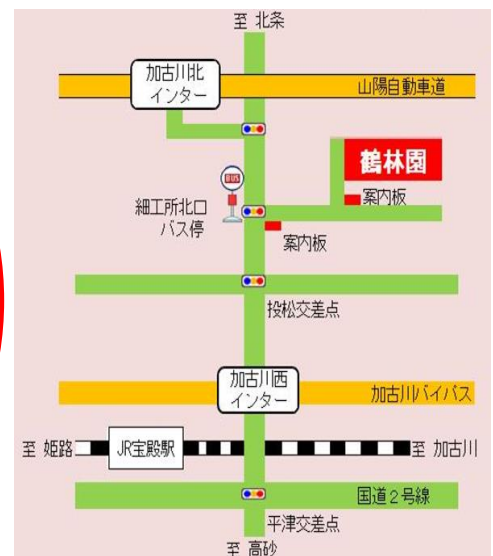 至 北条
加古川北
インター
山陽自動車道
鶴林園
BUS
案内板
細工所北口
バス停
案内板
投松交差点
加古川西
インター
加古川バイパス
至 姫路
JR宝殿駅
至 加古川
国道2号線
平津交差点
至 高砂